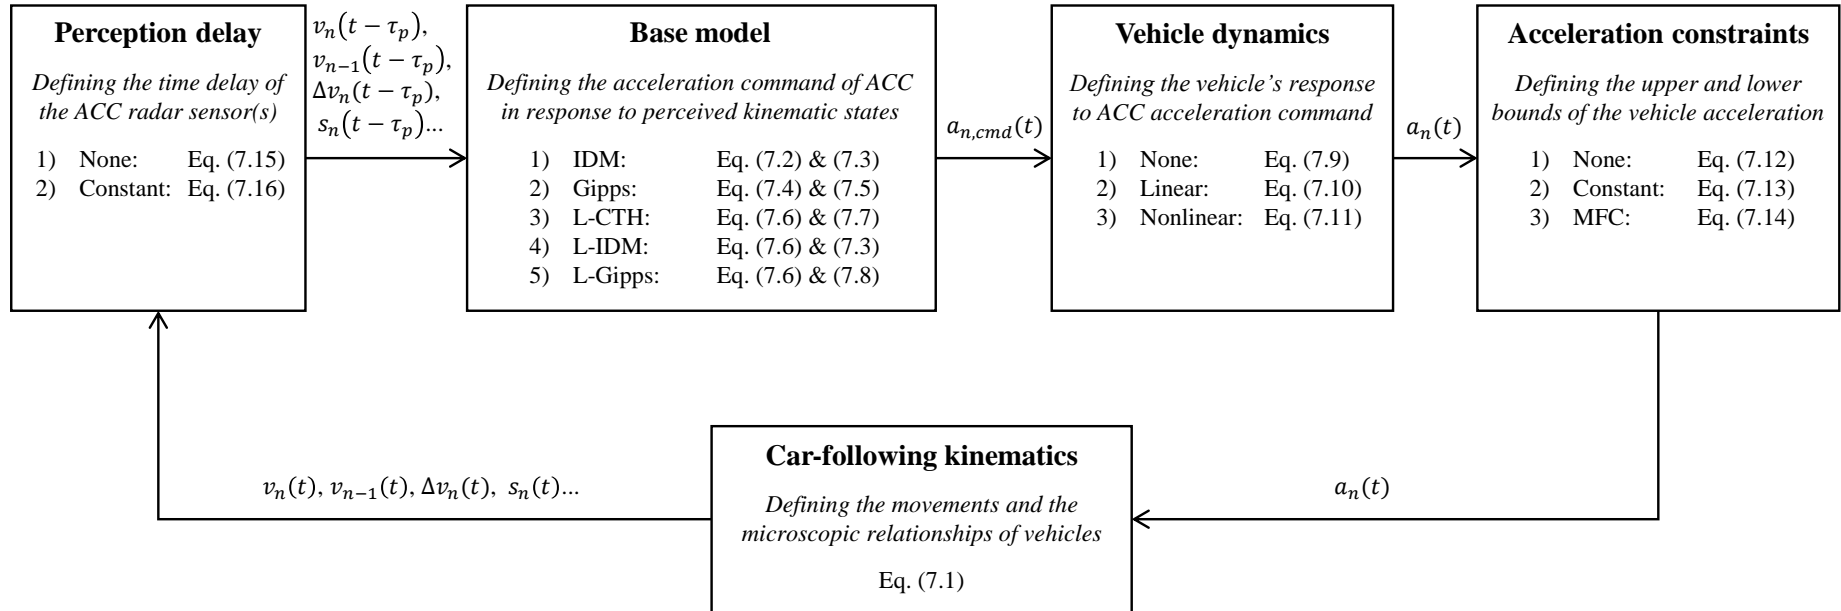 Perception delay
Defining the time delay of
the ACC radar sensor(s)
1) None: Eq. (7.15)
2) Constant: Eq. (7.16)
v_n(t − τ_p),
v_{n−1}(t − τ_p),
Δv_n(t − τ_p),
s_n(t − τ_p)...
Base model
Defining the acceleration command of ACC
in response to perceived kinematic states
1) IDM: Eq. (7.2) & (7.3)
2) Gipps: Eq. (7.4) & (7.5)
3) L-CTH: Eq. (7.6) & (7.7)
4) L-IDM: Eq. (7.6) & (7.3)
5) L-Gipps: Eq. (7.6) & (7.8)
a_{n,cmd}(t)
Vehicle dynamics
Defining the vehicle’s response
to ACC acceleration command
1) None: Eq. (7.9)
2) Linear: Eq. (7.10)
3) Nonlinear: Eq. (7.11)
a_n(t)
Acceleration constraints
Defining the upper and lower
bounds of the vehicle acceleration
1) None: Eq. (7.12)
2) Constant: Eq. (7.13)
3) MFC: Eq. (7.14)
a_n(t)
Car-following kinematics
Defining the movements and the
microscopic relationships of vehicles
Eq. (7.1)
v_n(t), v_{n−1}(t), Δv_n(t), s_n(t)...